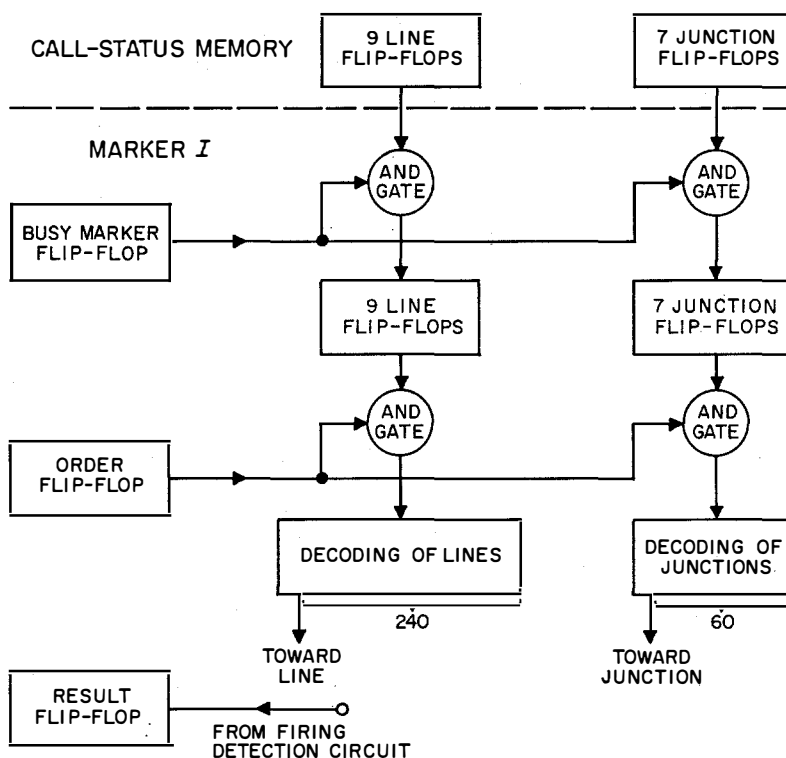 CALL-STATUS MEMORY
9 LINE
FLIP-FLOPS
7 JUNCTION
FLIP-FLOPS
MARKER I
AND
GATE
AND
GATE
BUSY MARKER
FLIP-FLOP
9 LINE
FLIP-FLOPS
7 JUNCTION
FLIP-FLOPS
AND
GATE
AND
GATE
ORDER
FLIP-FLOP
DECODING OF LINES
DECODING OF
JUNCTIONS
240
60
TOWARD
LINE
TOWARD
JUNCTION
RESULT
FLIP-FLOP
FROM FIRING
DETECTION CIRCUIT